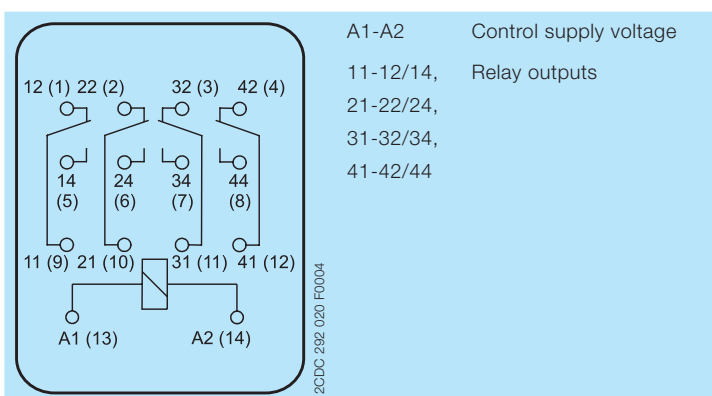 12 (1) 22 (2) 32 (3) 42 (4)
14 24 34 44
(5) (6) (7) (8)
11 (9) 21 (10) 31 (11) 41 (12)
A1 (13) A2 (14)
2CDC 292 020 F0004
A1-A2 Control supply voltage
11-12/14, Relay outputs
21-22/24,
31-32/34,
41-42/44